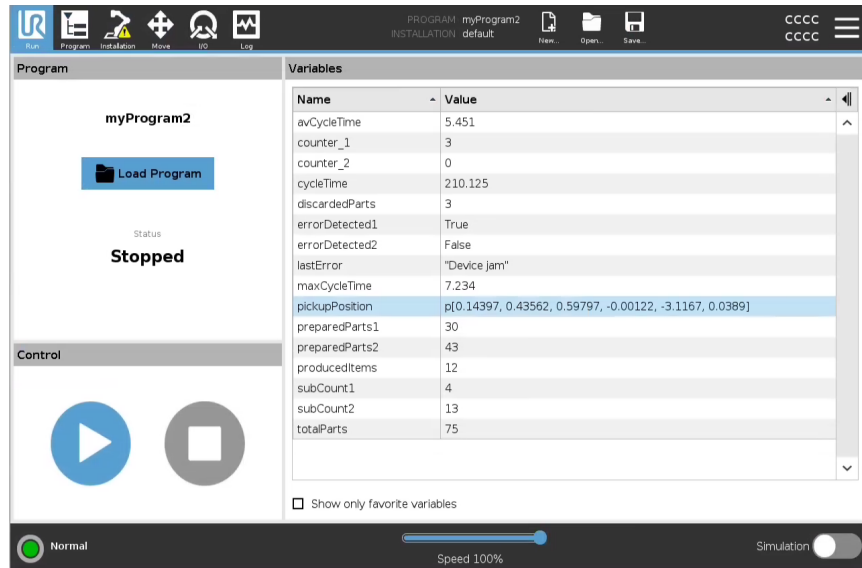 UR
Run
Program
Installation
Move
I/O
Log
PROGRAM myProgram2
INSTALLATION default
New...
Open...
Save...
CCCC
CCCC
Program
myProgram2
Load Program
Status
Stopped
Control
Variables
Name Value
avCycleTime 5.451
counter_1 3
counter_2 0
cycleTime 210.125
discardedParts 3
errorDetected1 True
errorDetected2 False
lastError "Device jam"
maxCycleTime 7.234
pickupPosition p[0.14397, 0.43562, 0.59797, -0.00122, -3.1167, 0.0389]
preparedParts1 30
preparedParts2 43
producedItems 12
subCount1 4
subCount2 13
totalParts 75
Show only favorite variables
Normal
Speed 100%
Simulation